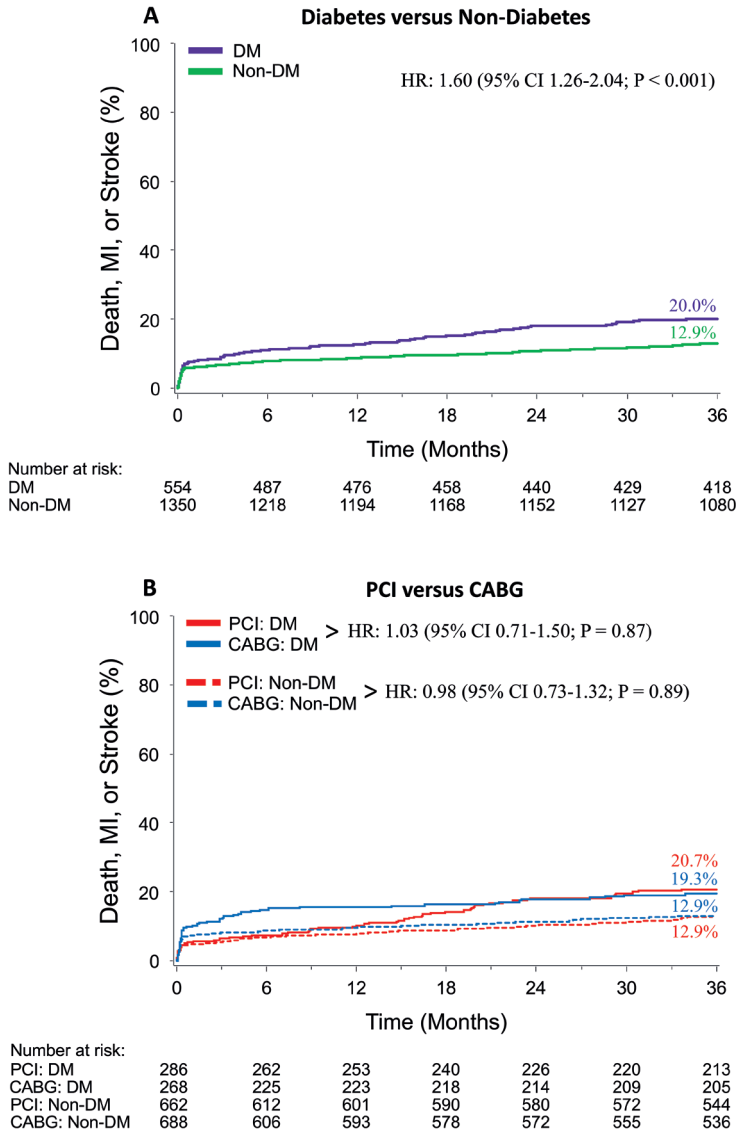 A Diabetes versus Non-Diabetes
100
80
60
40
20
0
Death, MI, or Stroke (%)
DM
Non-DM
HR: 1.60 (95% CI 1.26-2.04; P < 0.001)
20.0%
12.9%
0 6 12 18 24 30 36
Time (Months)
Number at risk:
DM 554 487 476 458 440 429 418
Non-DM 1350 1218 1194 1168 1152 1127 1080
B PCI versus CABG
100
80
60
40
20
0
Death, MI, or Stroke (%)
PCI: DM
CABG: DM
> HR: 1.03 (95% CI 0.71-1.50; P = 0.87)
PCI: Non-DM
CABG: Non-DM
> HR: 0.98 (95% CI 0.73-1.32; P = 0.89)
20.7%
19.3%
12.9%
12.9%
0 6 12 18 24 30 36
Time (Months)
Number at risk:
PCI: DM 286 262 253 240 226 220 213
CABG: DM 268 225 223 218 214 209 205
PCI: Non-DM 662 612 601 590 580 572 544
CABG: Non-DM 688 606 593 578 572 555 536